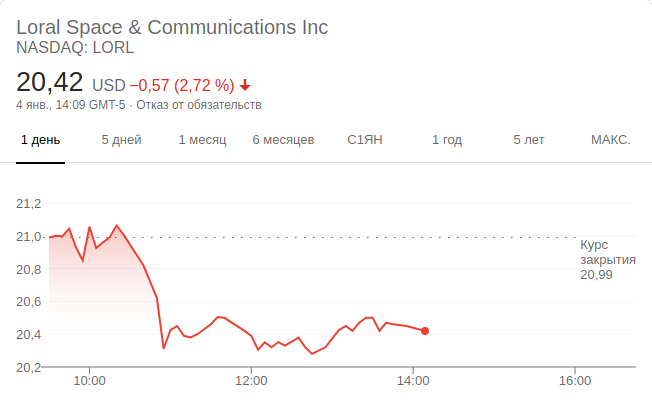 Loral Space & Communications Inc
NASDAQ: LORL
20,42 USD −0,57 (2,72 %)
4 янв., 14:09 GMT-5 · Отказ от обязательств
1 день 5 дней 1 месяц 6 месяцев С1ЯН 1 год 5 лет МАКС.
21,2
21,0
Курс
закрытия
20,99
20,8
20,6
20,4
20,2
10:00 12:00 14:00 16:00